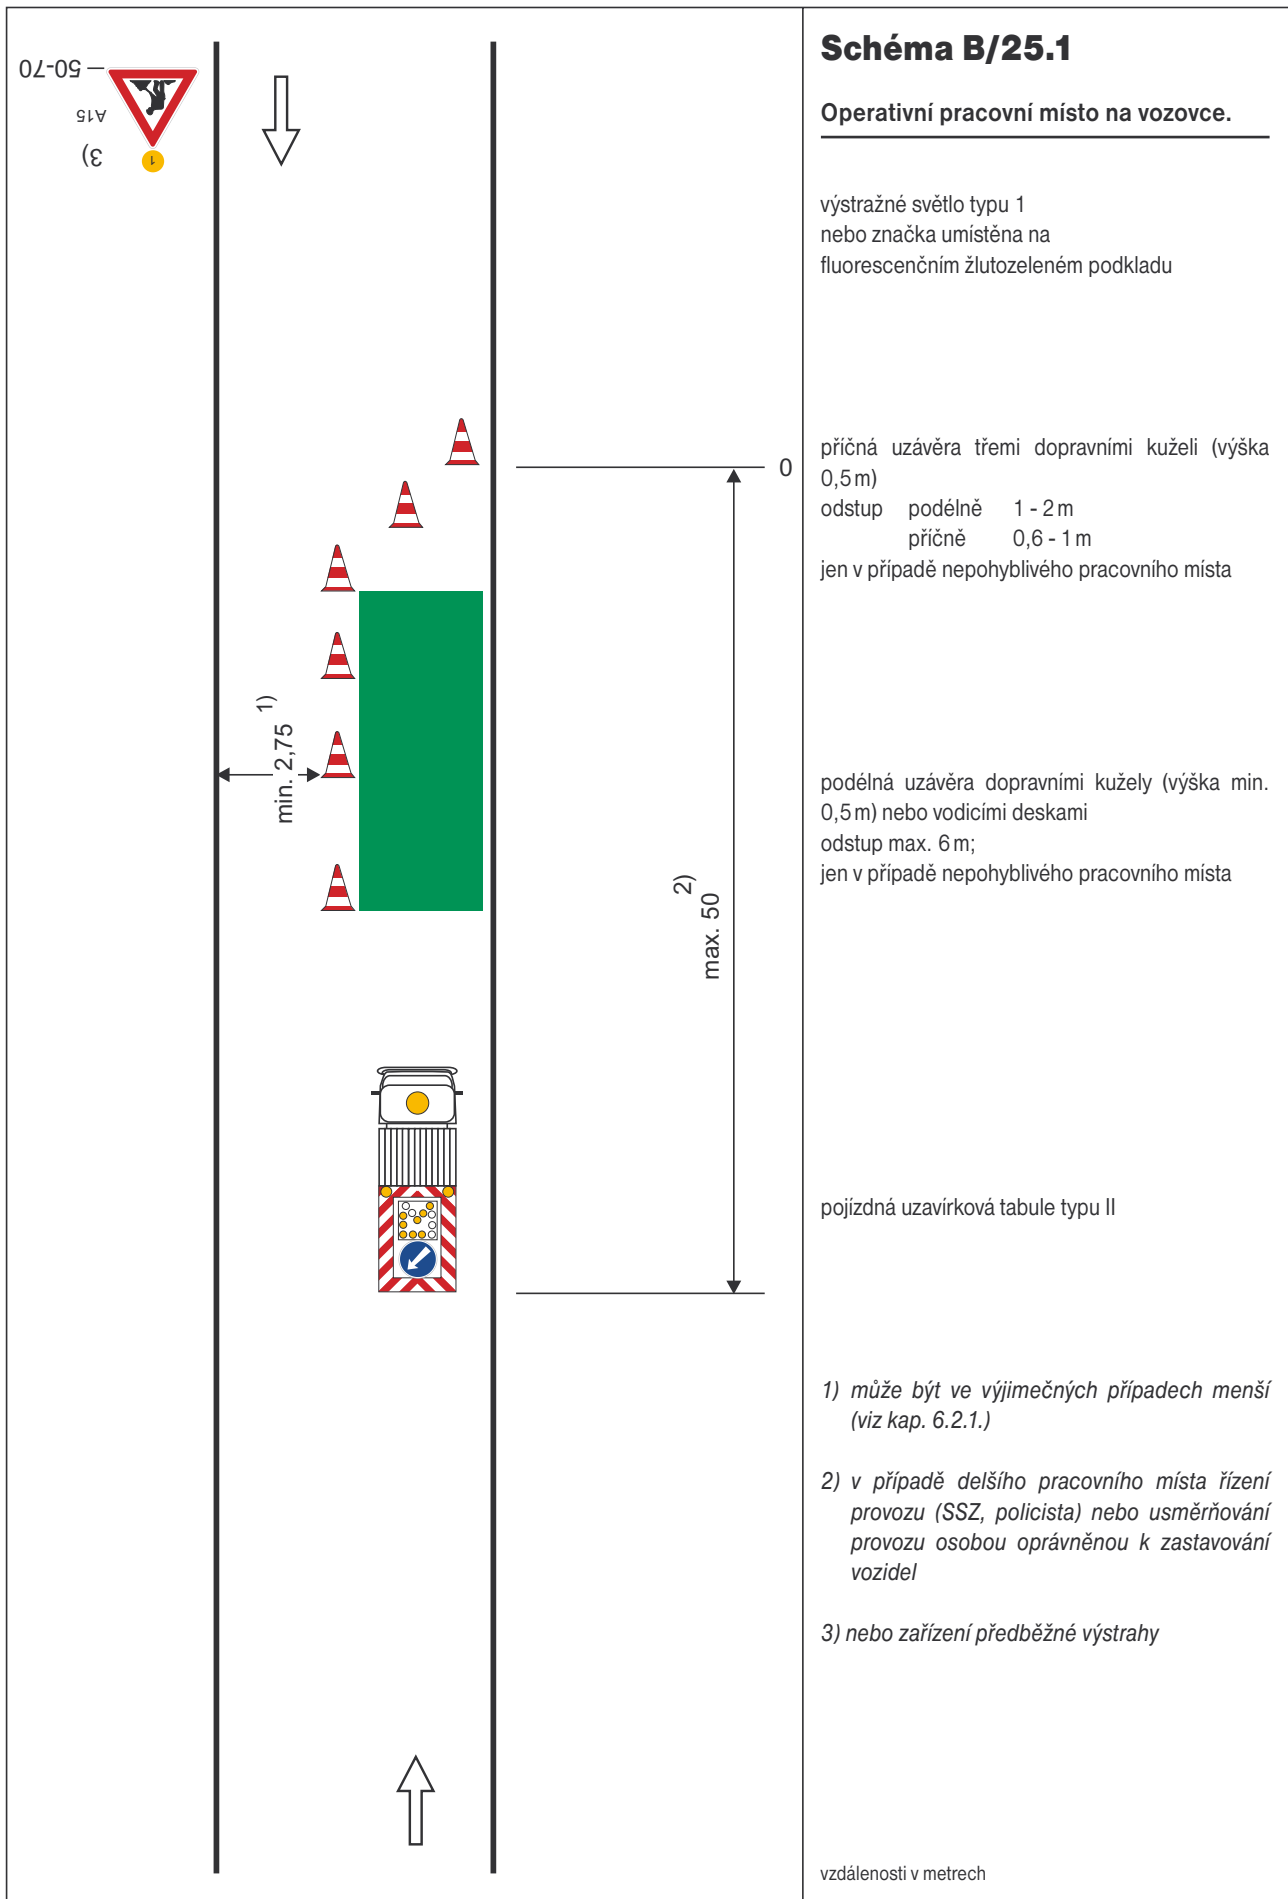 Schéma B/25.1
Operativní pracovní místo na vozovce.
50-70
A15
3)
1
výstražné světlo typu 1
nebo značka umístěna na
fluorescenčním žlutozeleném podkladu
0
příčná uzávěra třemi dopravními kuželi (výška
0,5 m)
odstup podélně 1 - 2 m
příčně 0,6 - 1 m
jen v případě nepohyblivého pracovního místa
min. 2,75 1)
podélná uzávěra dopravními kužely (výška min.
0,5 m) nebo vodicími deskami
odstup max. 6 m;
jen v případě nepohyblivého pracovního místa
max. 50 2)
pojízdná uzavírková tabule typu II
1) může být ve výjimečných případech menší
(viz kap. 6.2.1.)
2) v případě delšího pracovního místa řízení
provozu (SSZ, policista) nebo usměrňování
provozu osobou oprávněnou k zastavování
vozidel
3) nebo zařízení předběžné výstrahy
vzdálenosti v metrech